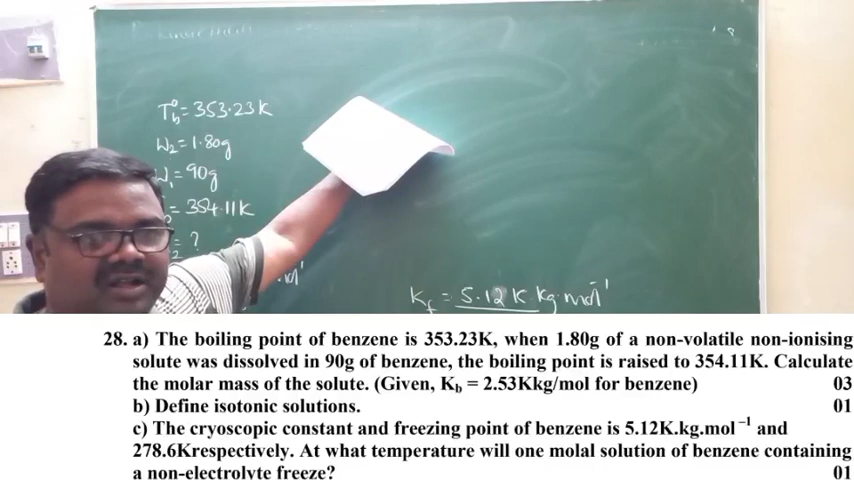 T°b = 353.23K
W₂ = 1.80g
W₁ = 90g
= 354.11K
= ?
Kf = 5.12 K.Kg.mol⁻¹
28. a) The boiling point of benzene is 353.23K, when 1.80g of a non-volatile non-ionising
solute was dissolved in 90g of benzene, the boiling point is raised to 354.11K. Calculate
the molar mass of the solute. (Given, Kb = 2.53Kkg/mol for benzene) 03
b) Define isotonic solutions. 01
c) The cryoscopic constant and freezing point of benzene is 5.12K.kg.mol⁻¹ and
278.6Krespectively. At what temperature will one molal solution of benzene containing
a non-electrolyte freeze? 01